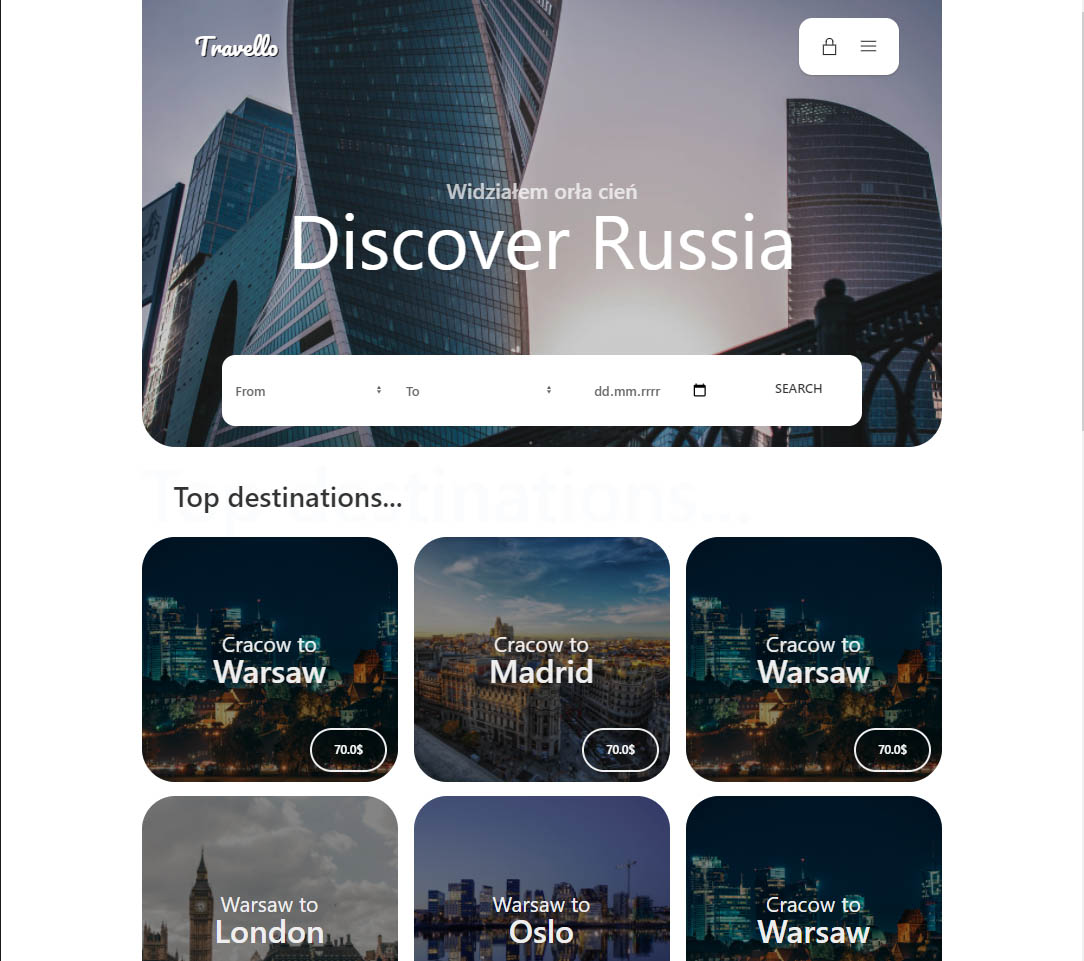 Travello
Widziałem orła cień
Discover Russia
From
To
dd.mm.rrrr
SEARCH
Top destinations...
Top destinations...
Cracow to
Warsaw
70.0$
Cracow to
Madrid
70.0$
Cracow to
Warsaw
70.0$
Warsaw to
London
Warsaw to
Oslo
Cracow to
Warsaw